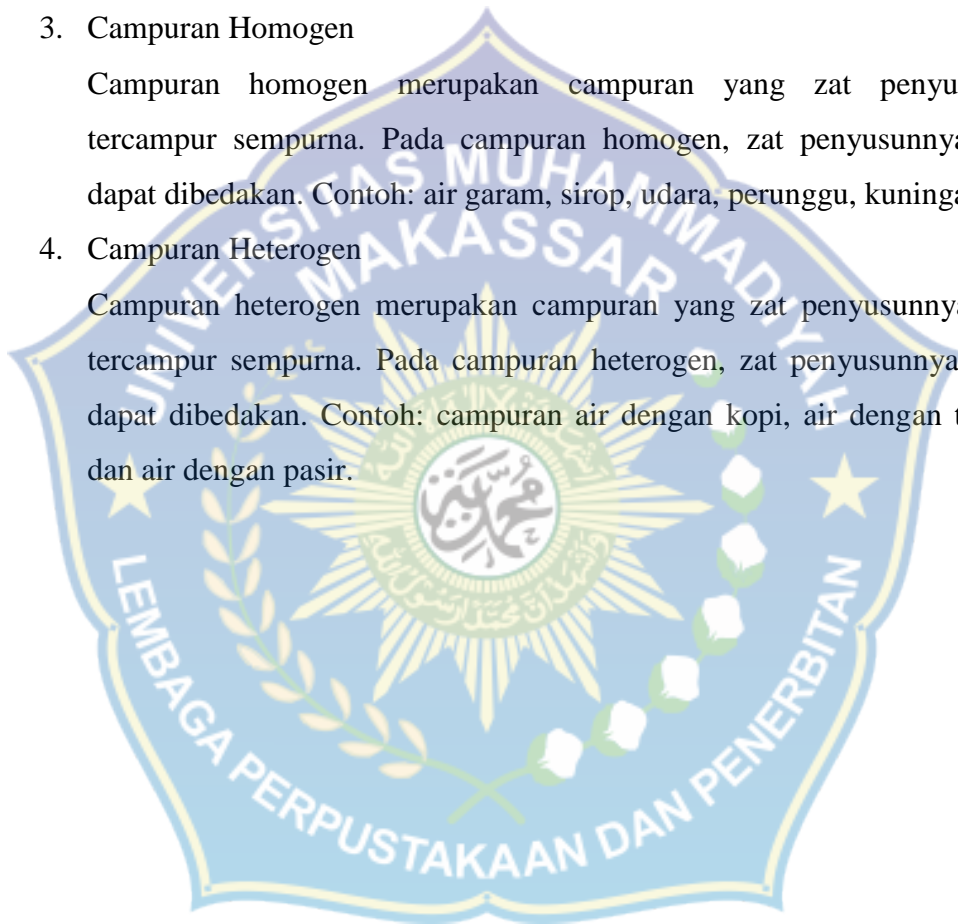 3. Campuran Homogen
Campuran homogen merupakan campuran yang zat penyu
tercampur sempurna. Pada campuran homogen, zat penyusunnya
dapat dibedakan. Contoh: air garam, sirop, udara, perunggu, kuninga
4. Campuran Heterogen
Campuran heterogen merupakan campuran yang zat penyusunnya
tercampur sempurna. Pada campuran heterogen, zat penyusunnya
dapat dibedakan. Contoh: campuran air dengan kopi, air dengan t
dan air dengan pasir.
UNIVERSITAS MUHAMMADIYAH
MAKASSAR
محمد
LEMBAGA PERPUSTAKAAN DAN PENERBITAN